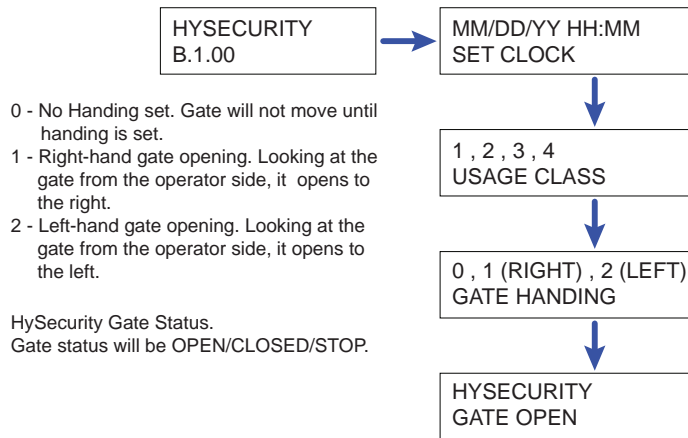 HYSECURITY
B.1.00
MM/DD/YY HH:MM
SET CLOCK
0 - No Handing set. Gate will not move until
handing is set.
1 - Right-hand gate opening. Looking at the
gate from the operator side, it opens to
the right.
2 - Left-hand gate opening. Looking at the
gate from the operator side, it opens to
the left.
1 , 2 , 3 , 4
USAGE CLASS
0 , 1 (RIGHT) , 2 (LEFT)
GATE HANDING
HySecurity Gate Status.
Gate status will be OPEN/CLOSED/STOP.
HYSECURITY
GATE OPEN